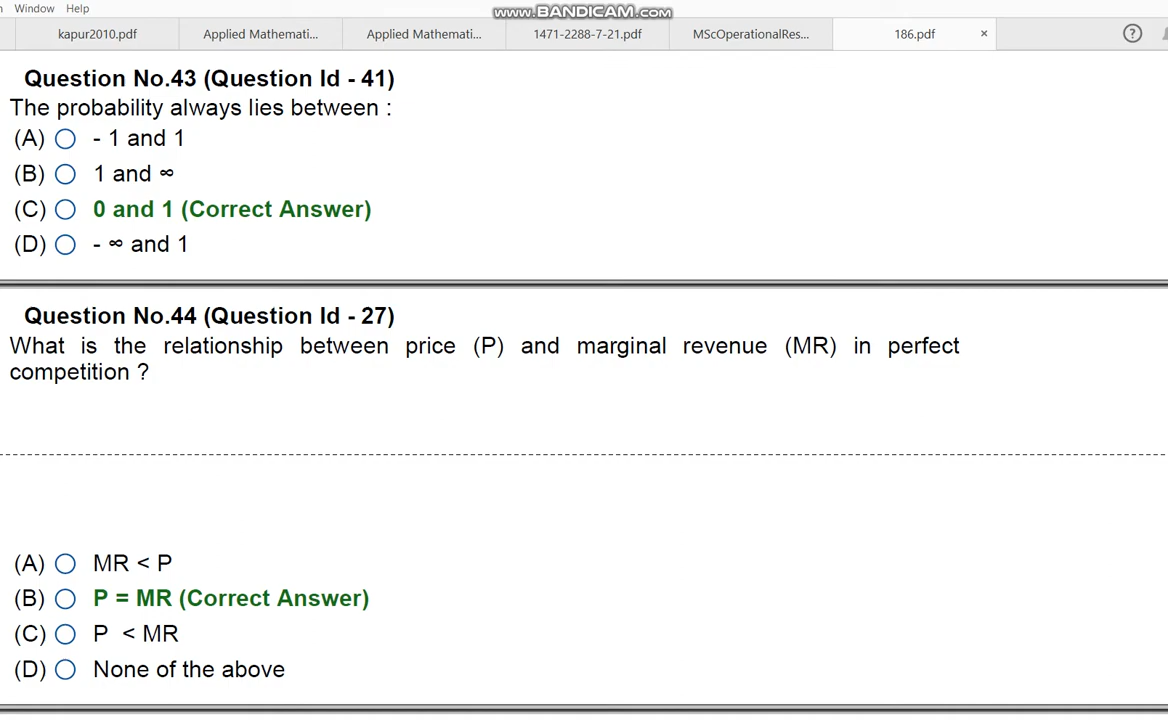 Window Help
www.BANDICAM.com
kapur2010.pdf Applied Mathemati... Applied Mathemati... 1471-2288-7-21.pdf MScOperationalRes... 186.pdf × ?
Question No.43 (Question Id - 41)
The probability always lies between :
(A) - 1 and 1
(B) 1 and ∞
(C) 0 and 1 (Correct Answer)
(D) - ∞ and 1
Question No.44 (Question Id - 27)
What is the relationship between price (P) and marginal revenue (MR) in perfect
competition ?
(A) MR < P
(B) P = MR (Correct Answer)
(C) P < MR
(D) None of the above